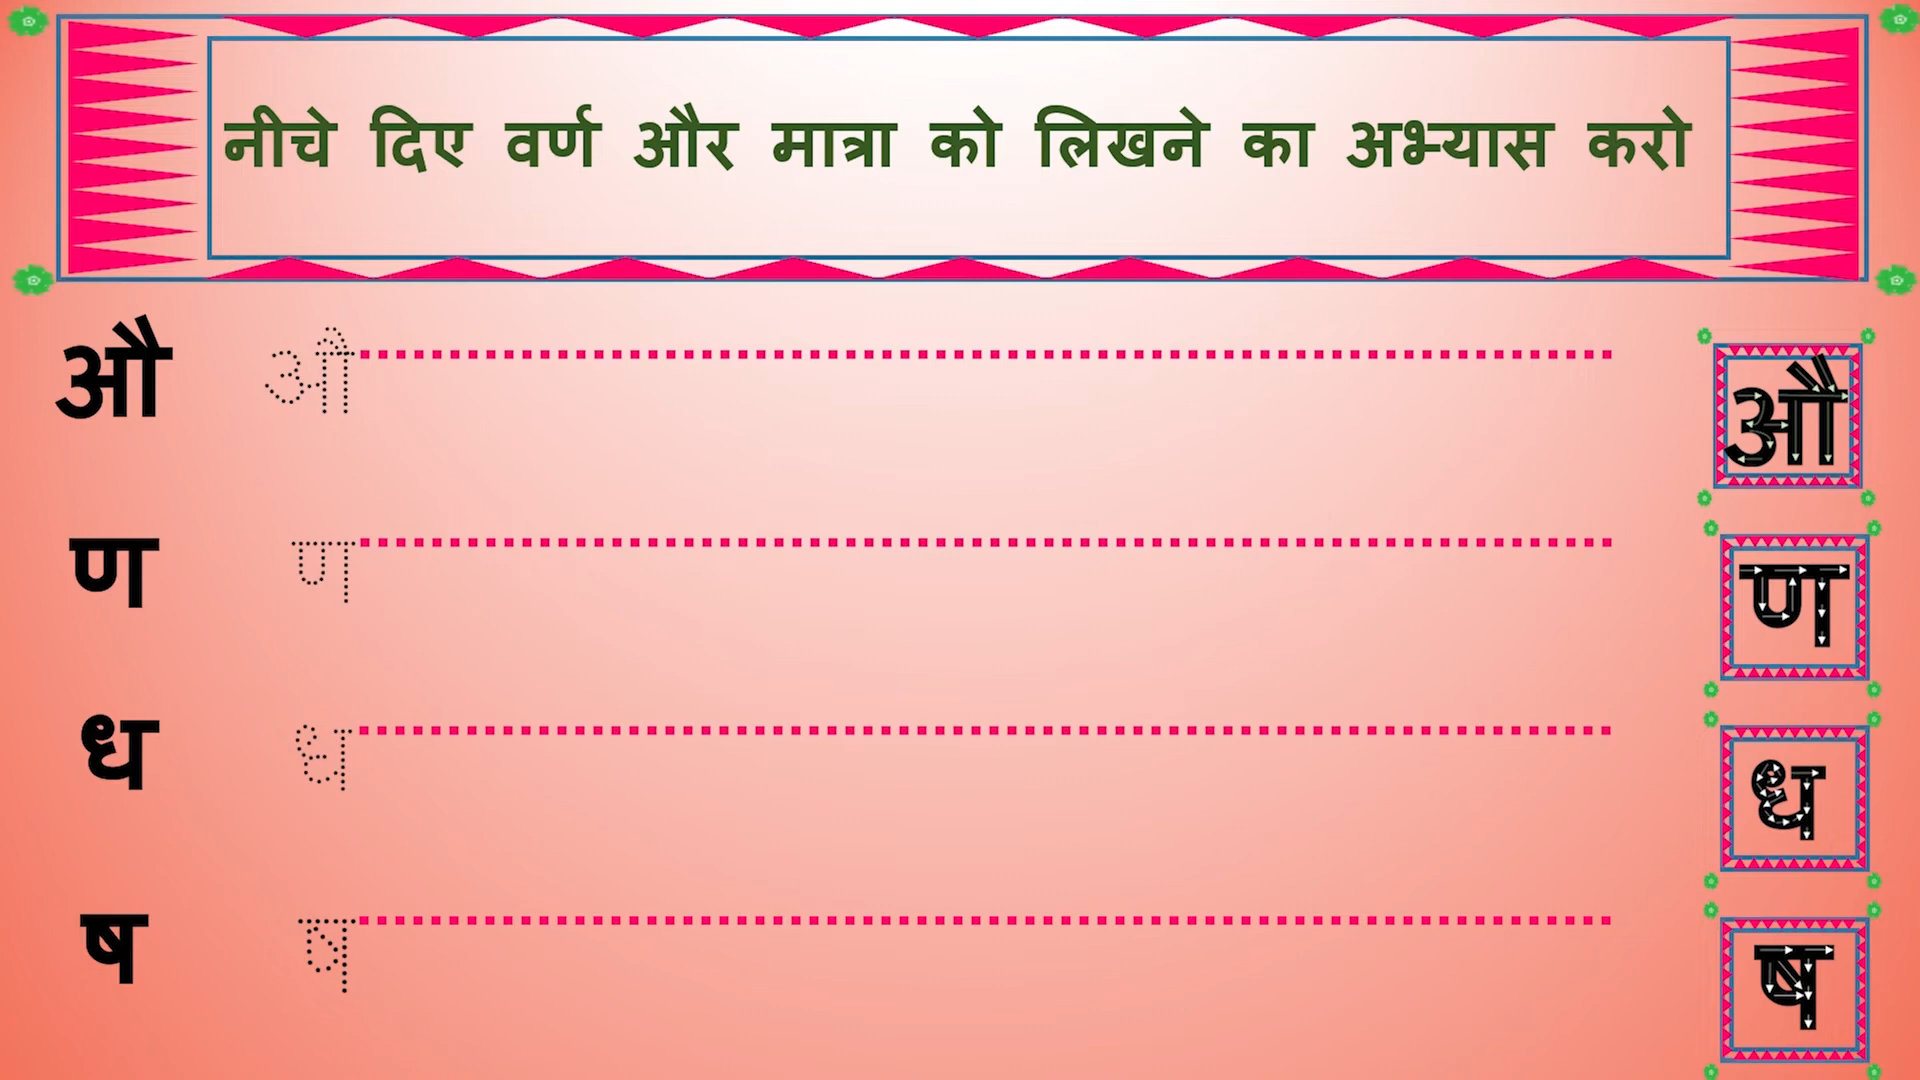 नीचे दिए वर्ण और मात्रा को लिखने का अभ्यास करो
औ औ औ
ण ण ण
ध ध ध
ष ष ष